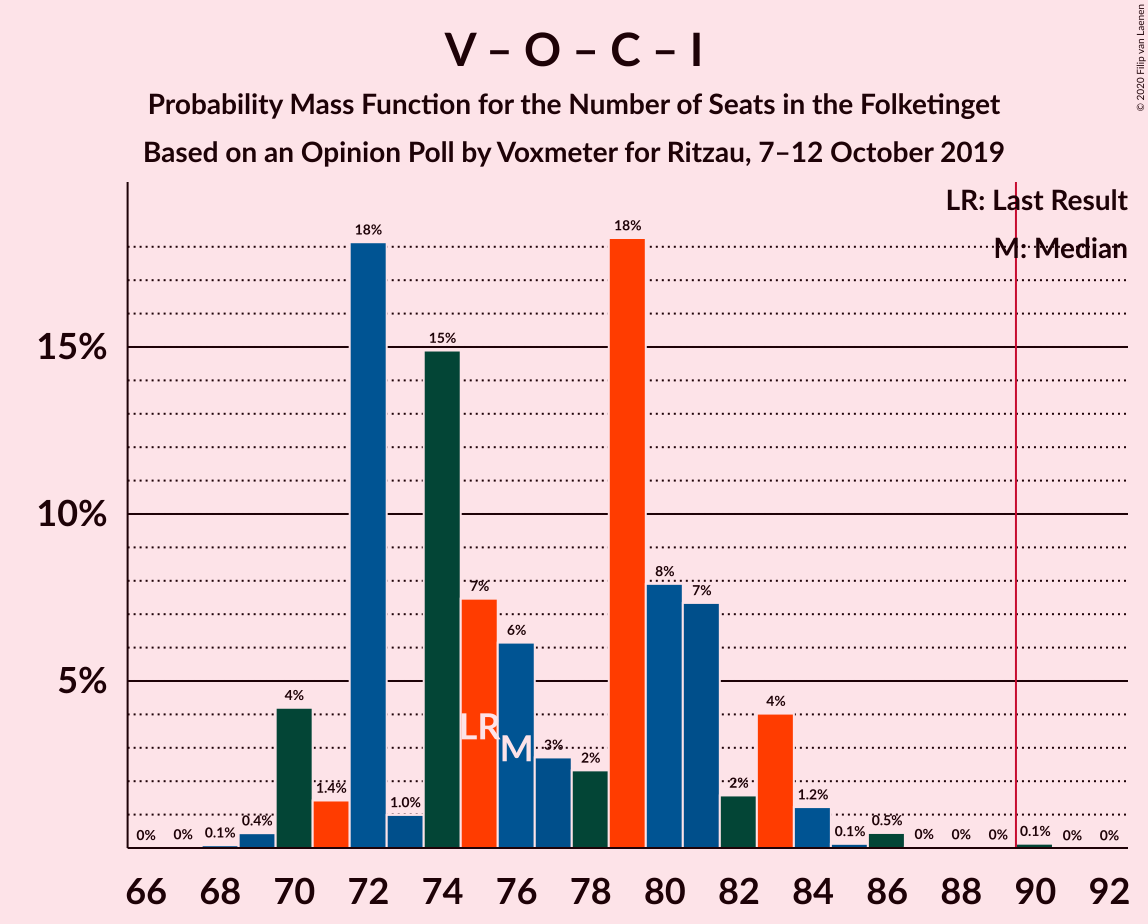 V – O – C – I
Probability Mass Function for the Number of Seats in the Folketinget
Based on an Opinion Poll by Voxmeter for Ritzau, 7–12 October 2019
© 2020 Filip van Laenen
LR: Last Result
M: Median
15%
10%
5%
0% 0% 0.1% 0.4% 4% 1.4% 18% 1.0% 15% 7% 6% 3% 2% 18% 8% 7% 2% 4% 1.2% 0.1% 0.5% 0% 0% 0% 0.1% 0% 0%
LR
M
66 68 70 72 74 76 78 80 82 84 86 88 90 92